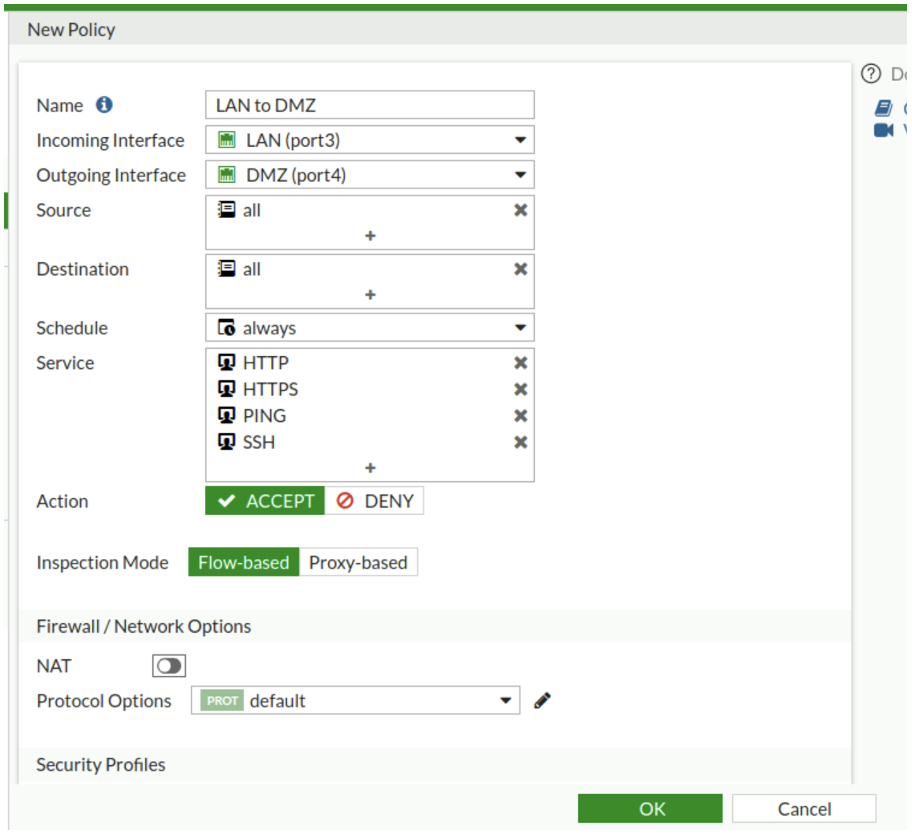 New Policy
Name
LAN to DMZ
Incoming Interface
LAN (port3)
Outgoing Interface
DMZ (port4)
Source
all
+
Destination
all
+
Schedule
always
Service
HTTP
HTTPS
PING
SSH
+
Action
ACCEPT
DENY
Inspection Mode
Flow-based
Proxy-based
Firewall / Network Options
NAT
Protocol Options
PROT
default
Security Profiles
OK
Cancel